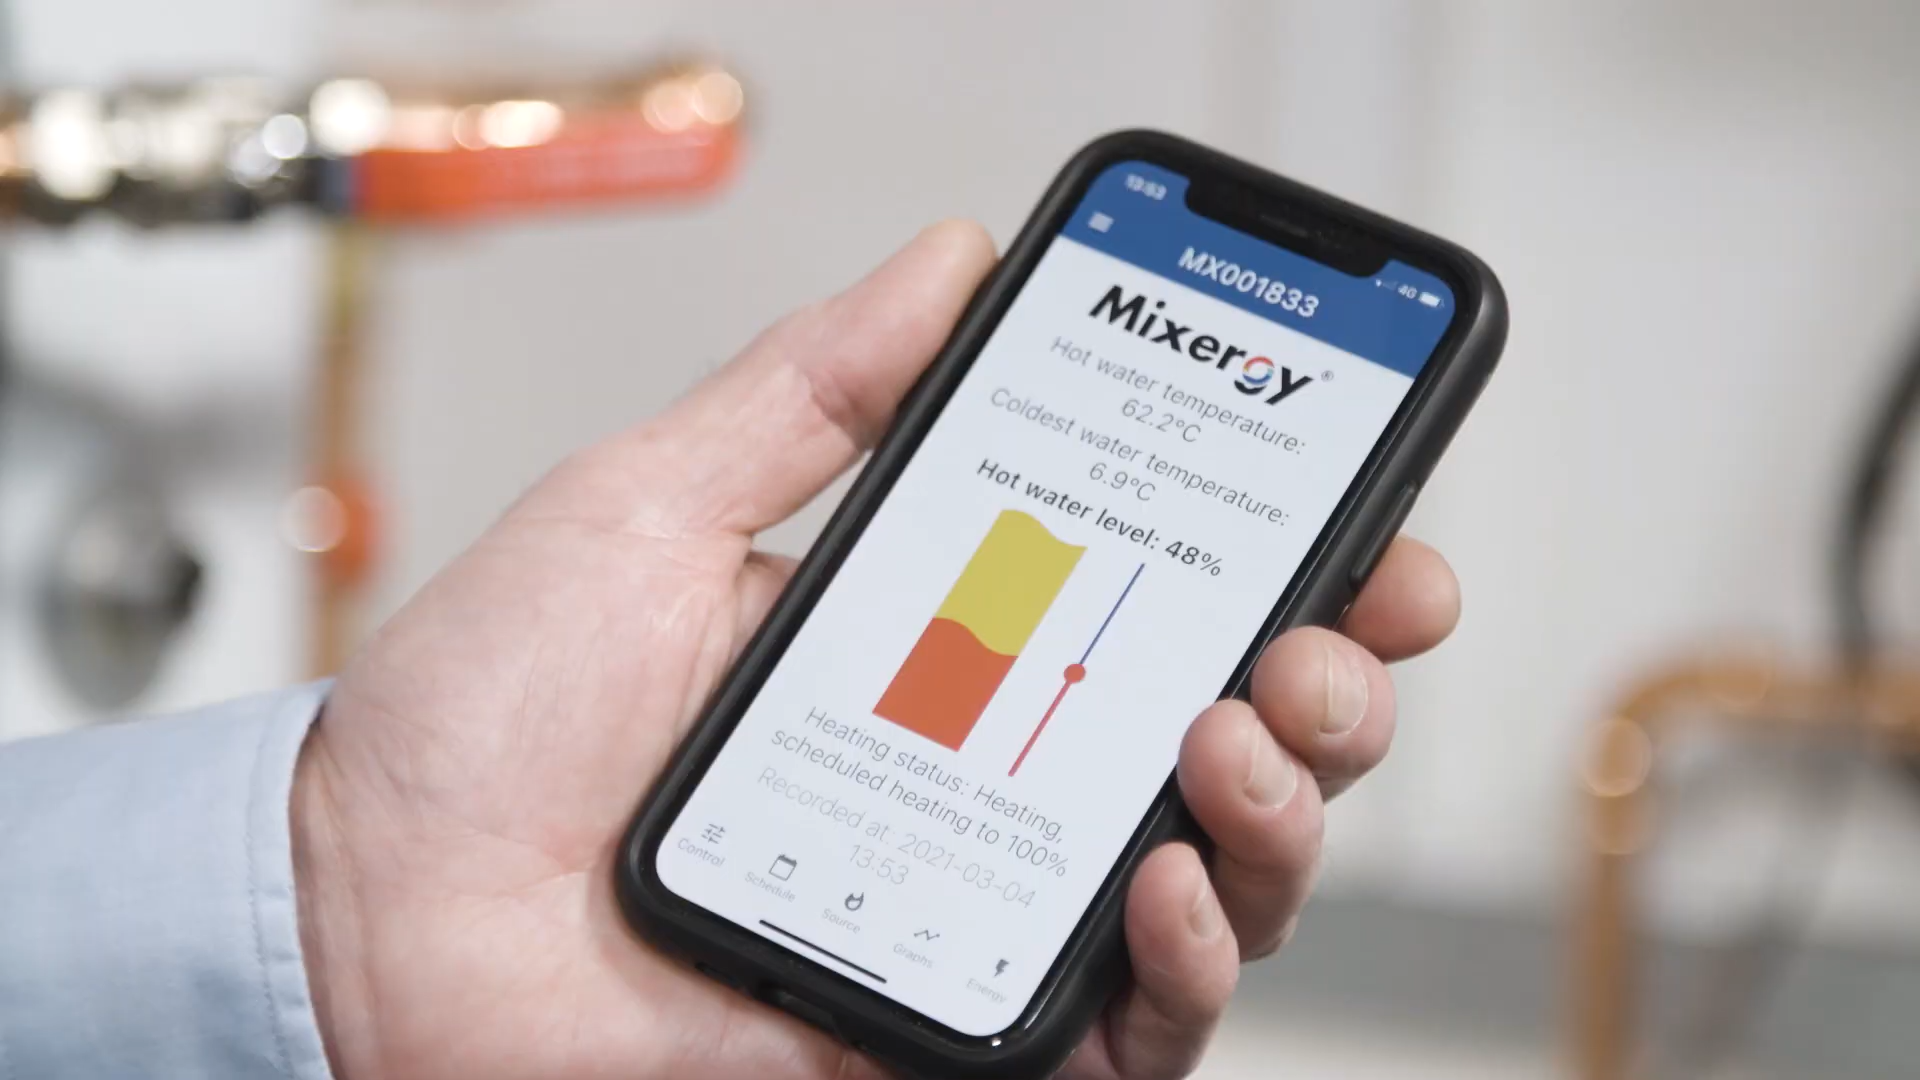 13:53
4G
MX001833
Mixergy®
Hot water temperature:
62.2°C
Coldest water temperature:
6.9°C
Hot water level: 48%
Heating status: Heating,
scheduled heating to 100%
Recorded at: 2021-03-04
13:53
Control
Schedule
Source
Graphs
Energy